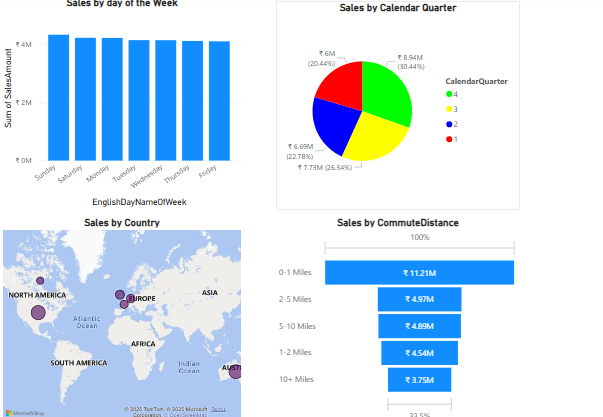 Sales by day of the Week
Sum of SalesAmount
₹ 4M
₹ 2M
₹ 0M
Sunday
Saturday
Monday
Tuesday
Wednesday
Thursday
Friday
EnglishDayNameOfWeek
Sales by Calendar Quarter
₹ 6M
(20.44%)
₹ 8.94M
(30.44%)
₹ 6.69M
(22.78%)
₹ 7.73M (26.34%)
CalendarQuarter
4
3
2
1
Sales by Country
NORTH AMERICA
EUROPE
ASIA
Atlantic
Ocean
AFRICA
SOUTH AMERICA
Indian
Ocean
AUST
Microsoft Bing
© 2025 TomTom, © 2025 Microsoft
Corporation, © OpenStreetMap Terms
Sales by CommuteDistance
100%
0-1 Miles
₹ 11.21M
2-5 Miles
₹ 4.97M
5-10 Miles
₹ 4.89M
1-2 Miles
₹ 4.54M
10+ Miles
₹ 3.75M
33.5%